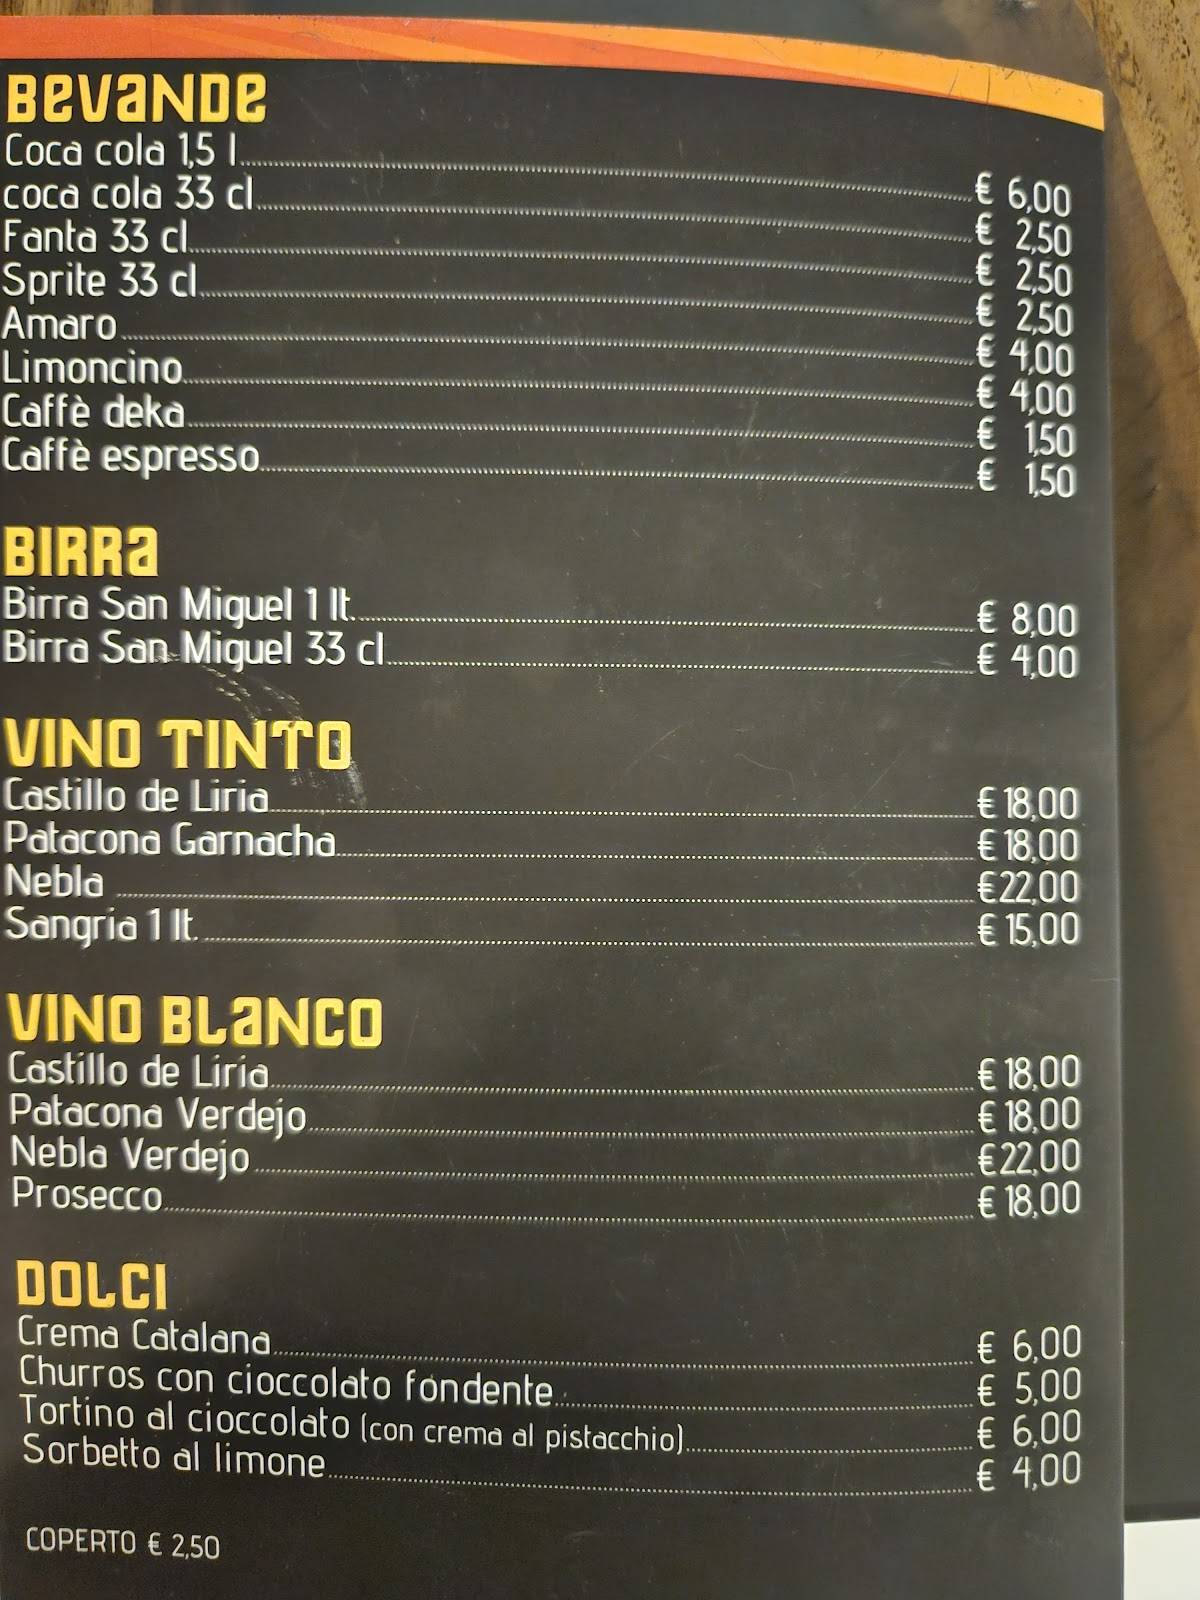 BEVANDE
Coca cola 1,5 l € 6,00
coca cola 33 cl € 2,50
Fanta 33 cl € 2,50
Sprite 33 cl € 2,50
Amaro € 4,00
Limoncino € 4,00
Caffè deka € 1,50
Caffè espresso € 1,50
BIRRA
Birra San Miguel 1 lt. € 8,00
Birra San Miguel 33 cl € 4,00
VINO TINTO
Castillo de Liria € 18,00
Patacona Garnacha € 18,00
Nebla € 22,00
Sangria 1 lt. € 15,00
VINO BLANCO
Castillo de Liria € 18,00
Patacona Verdejo € 18,00
Nebla Verdejo € 22,00
Prosecco € 18,00
DOLCI
Crema Catalana € 6,00
Churros con cioccolato fondente € 5,00
Tortino al cioccolato (con crema al pistacchio) € 6,00
Sorbetto al limone € 4,00
COPERTO € 2,50